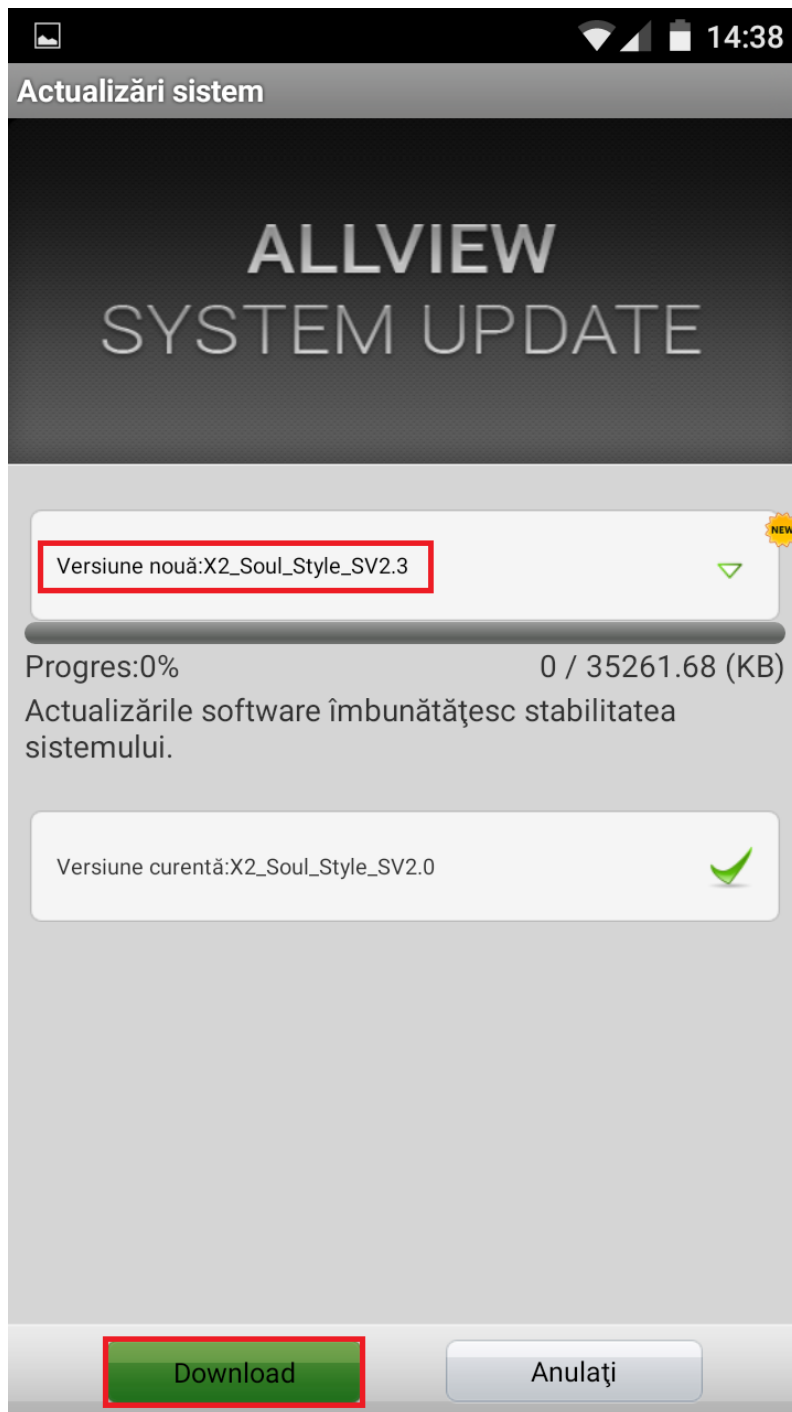 14:38
Actualizări sistem
ALLVIEW
SYSTEM UPDATE
NEW
Versiune nouă:X2_Soul_Style_SV2.3
Progres:0% 0 / 35261.68 (KB)
Actualizările software îmbunătăţesc stabilitatea
sistemului.
Versiune curentă:X2_Soul_Style_SV2.0
Download Anulaţi